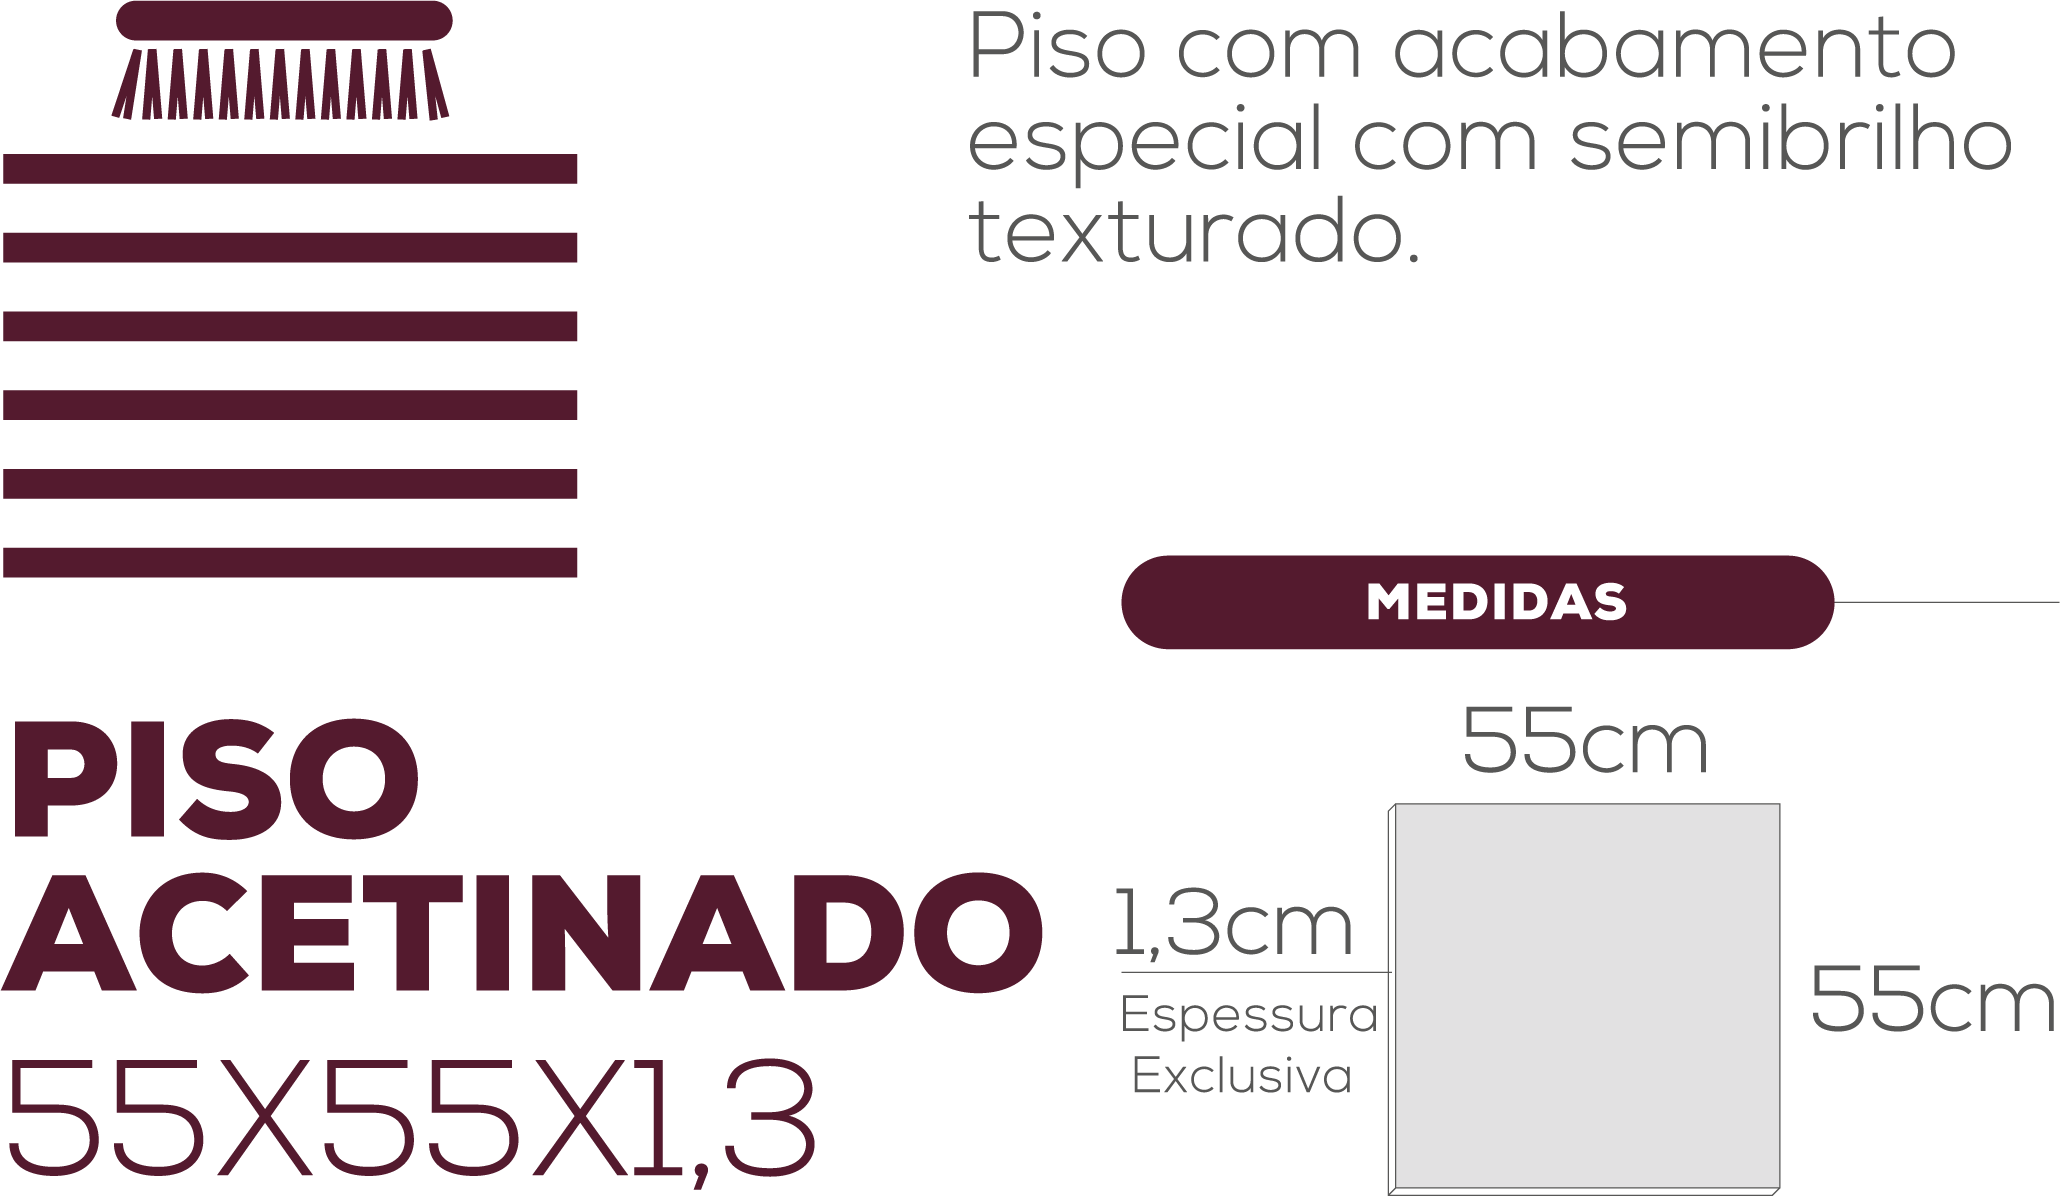 Piso com acabamento
especial com semibrilho
texturado.
PISO
ACETINADO
55X55X1,3
MEDIDAS
55cm
1,3cm
Espessura
Exclusiva
55cm